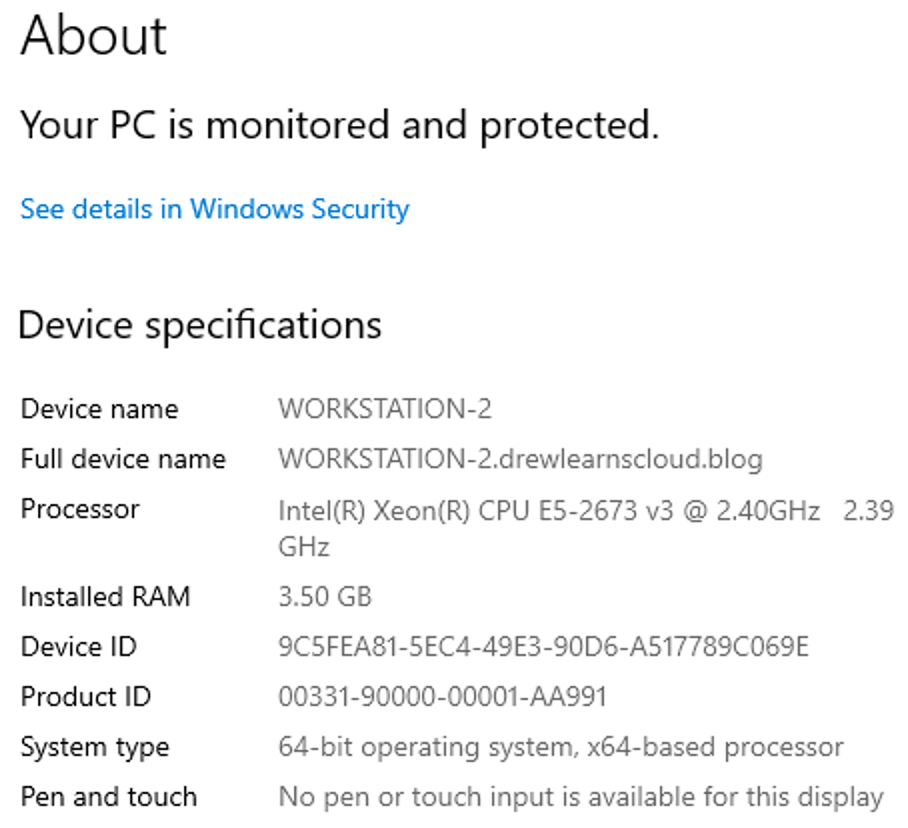 About
Your PC is monitored and protected.
See details in Windows Security
Device specifications
Device name WORKSTATION-2
Full device name WORKSTATION-2.drewlearnscloud.blog
Processor Intel(R) Xeon(R) CPU E5-2673 v3 @ 2.40GHz 2.39
GHz
Installed RAM 3.50 GB
Device ID 9C5FEA81-5EC4-49E3-90D6-A517789C069E
Product ID 00331-90000-00001-AA991
System type 64-bit operating system, x64-based processor
Pen and touch No pen or touch input is available for this display